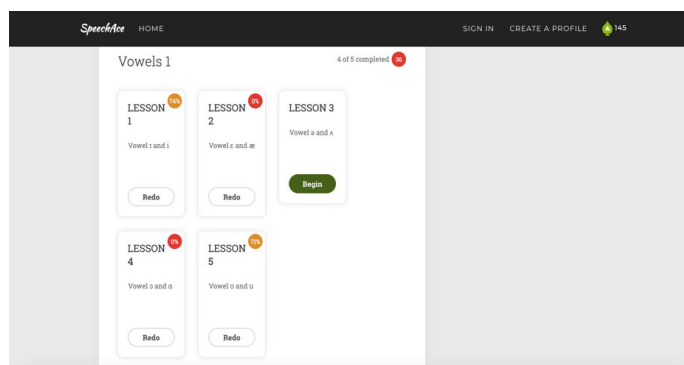 SpeechAce HOME SIGN IN CREATE A PROFILE A 145
Vowels 1
4 of 5 completed 36
LESSON 1
74%
Vowel ɪ and i
Redo
LESSON 2
0%
Vowel ɛ and æ
Redo
LESSON 3
Vowel ə and ʌ
Begin
LESSON 4
0%
Vowel ɔ and ɑ
Redo
LESSON 5
71%
Vowel ʊ and u
Redo